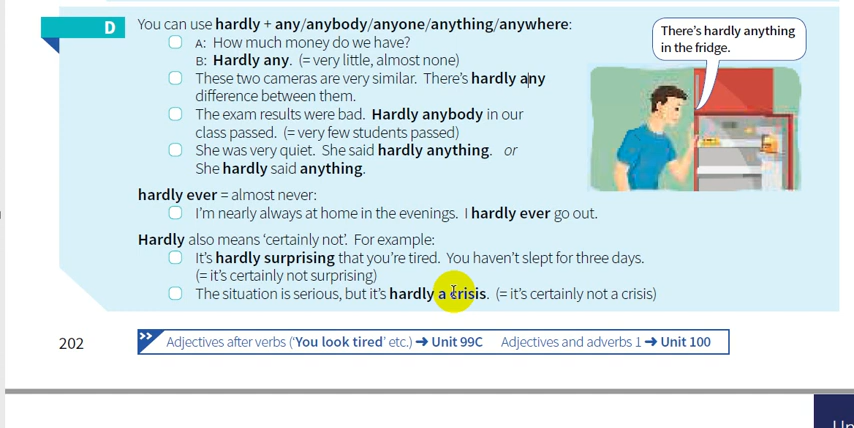 D
You can use hardly + any/anybody/anyone/anything/anywhere:
A: How much money do we have?
B: Hardly any. (= very little, almost none)
These two cameras are very similar. There's hardly any
difference between them.
The exam results were bad. Hardly anybody in our
class passed. (= very few students passed)
She was very quiet. She said hardly anything. or
She hardly said anything.
There's hardly anything
in the fridge.
hardly ever = almost never:
I'm nearly always at home in the evenings. I hardly ever go out.
Hardly also means 'certainly not'. For example:
It's hardly surprising that you're tired. You haven't slept for three days.
(= it's certainly not surprising)
The situation is serious, but it's hardly a crisis. (= it's certainly not a crisis)
202
>> Adjectives after verbs ('You look tired' etc.) ➜ Unit 99C Adjectives and adverbs 1 ➜ Unit 100